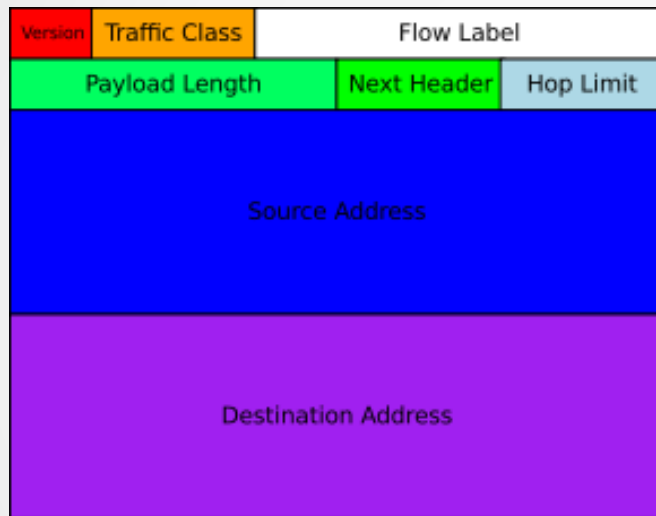 Version Traffic Class Flow Label
Payload Length Next Header Hop Limit
Source Address
Destination Address